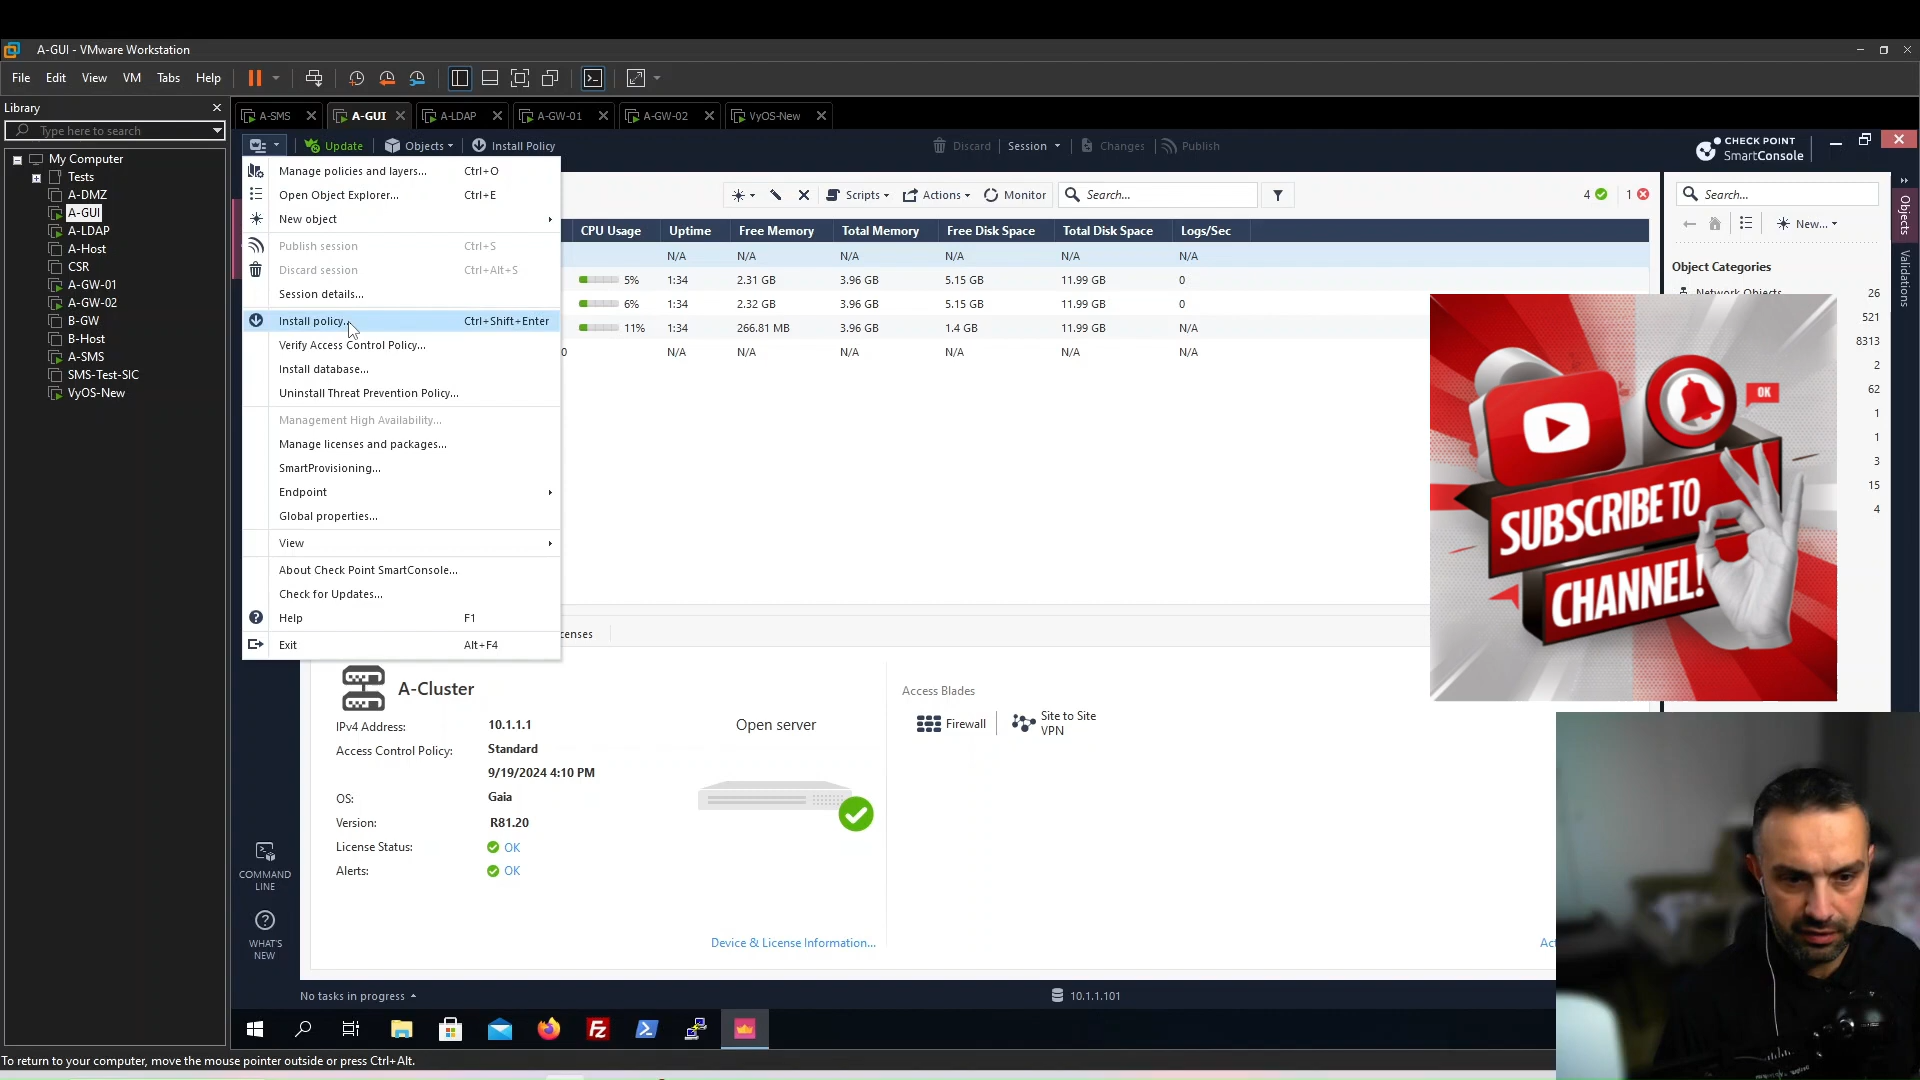 A-GUI - VMware Workstation
File Edit View VM Tabs Help
Library
Type here to search
My Computer
Tests
A-DMZ
A-GUI
A-LDAP
A-Host
CSR
A-GW-01
A-GW-02
B-GW
B-Host
A-SMS
SMS-Test-SIC
VyOS-New
A-SMS A-GUI A-LDAP A-GW-01 A-GW-02 VyOS-New
Update Objects Install Policy Discard Session Changes Publish
CHECK POINT
SmartConsole
Manage policies and layers... Ctrl+O
Open Object Explorer... Ctrl+E
New object
Publish session Ctrl+S
Discard session Ctrl+Alt+S
Session details...
Install policy... Ctrl+Shift+Enter
Verify Access Control Policy...
Install database...
Uninstall Threat Prevention Policy...
Management High Availability...
Manage licenses and packages...
SmartProvisioning...
Endpoint
Global properties...
View
About Check Point SmartConsole...
Check for Updates...
Help F1
Exit Alt+F4
Scripts Actions Monitor Search... 4 1
CPU Usage Uptime Free Memory Total Memory Free Disk Space Total Disk Space Logs/Sec
N/A N/A N/A N/A N/A N/A
5% 1:34 2.31 GB 3.96 GB 5.15 GB 11.99 GB 0
6% 1:34 2.32 GB 3.96 GB 5.15 GB 11.99 GB 0
11% 1:34 266.81 MB 3.96 GB 1.4 GB 11.99 GB N/A
0 N/A N/A N/A N/A N/A N/A
Search...
New...
Object Categories
Network Objects 26
521
8313
2
62
1
1
3
15
4
Objects
Validations
OK
SUBSCRIBE TO
CHANNEL!
censes
A-Cluster
IPv4 Address: 10.1.1.1
Access Control Policy: Standard
9/19/2024 4:10 PM
OS: Gaia
Version: R81.20
License Status: OK
Alerts: OK
Open server
Device & License Information...
Access Blades
Firewall
Site to Site
VPN
Act
COMMAND
LINE
WHAT'S
NEW
No tasks in progress
10.1.1.101
To return to your computer, move the mouse pointer outside or press Ctrl+Alt.